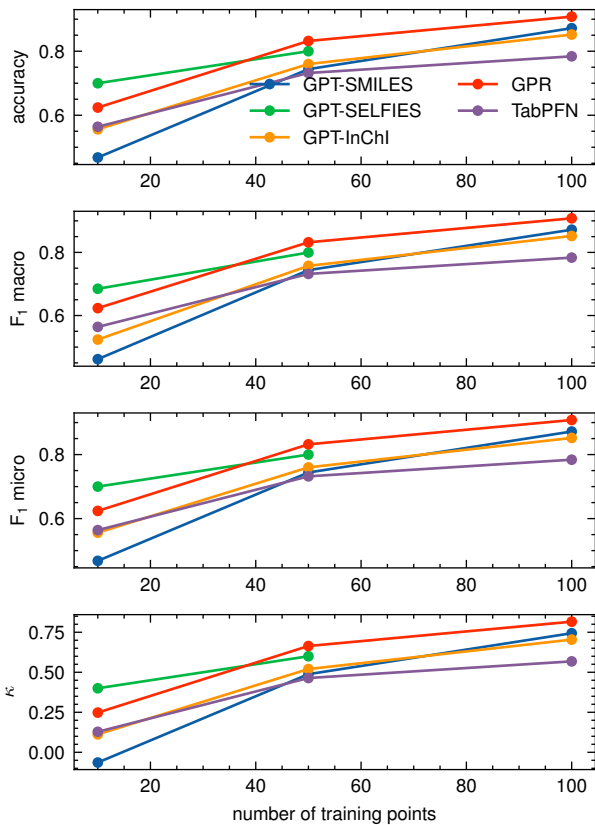 accuracy
0.8
0.6
GPT-SMILES
GPT-SELFIES
GPT-InChI
GPR
TabPFN
20 40 60 80 100
F1 macro
0.8
0.6
20 40 60 80 100
F1 micro
0.8
0.6
20 40 60 80 100
κ
0.75
0.50
0.25
0.00
20 40 60 80 100
number of training points